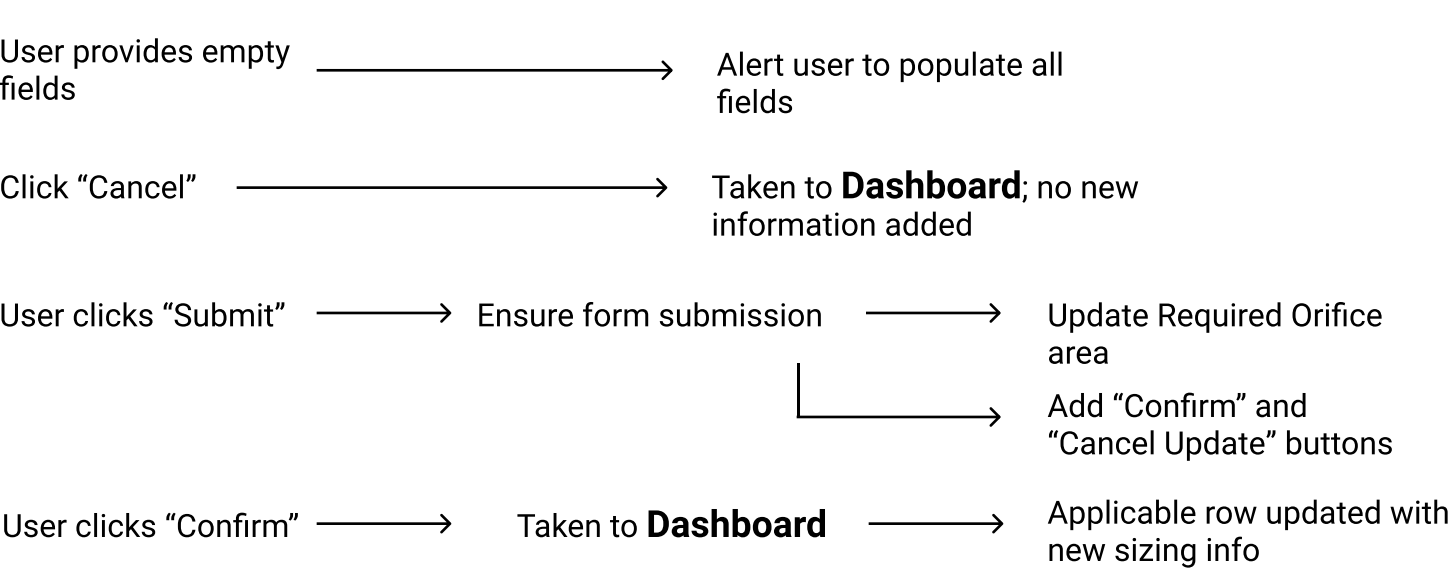 User provides empty
fields
Alert user to populate all
fields
Click “Cancel”
Taken to Dashboard; no new
information added
User clicks “Submit”
Ensure form submission
Update Required Orifice
area
Add “Confirm” and
“Cancel Update” buttons
User clicks “Confirm”
Taken to Dashboard
Applicable row updated with
new sizing info